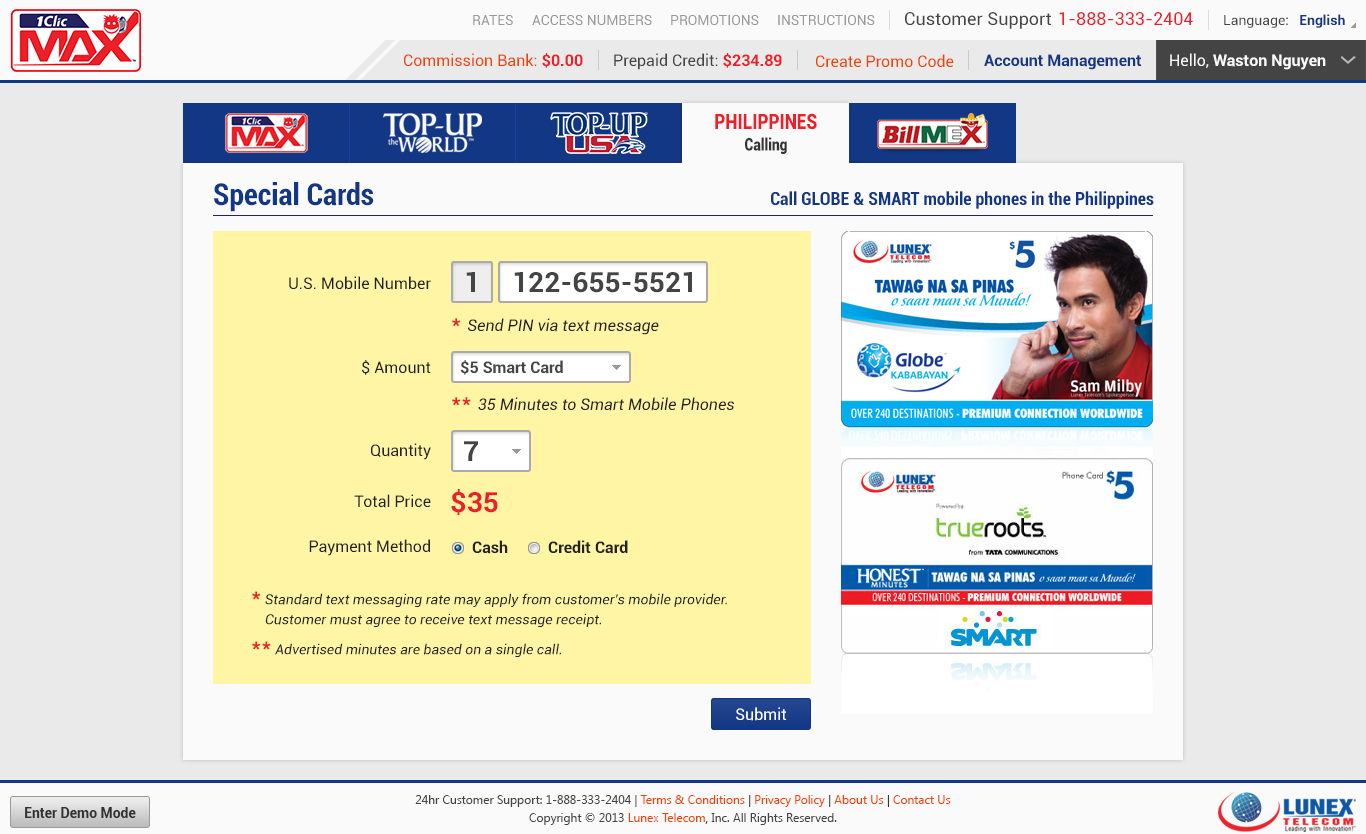 1Clic
MAX
RATES ACCESS NUMBERS PROMOTIONS INSTRUCTIONS Customer Support 1-888-333-2404 Language: English
Commission Bank: $0.00 Prepaid Credit: $234.89 Create Promo Code Account Management Hello, Waston Nguyen
1Clic
MAX
TOP-UP
the WORLD
TOP-UP
USA
PHILIPPINES
Calling
BillMEX
Special Cards
Call GLOBE & SMART mobile phones in the Philippines
U.S. Mobile Number 1 122-655-5521
* Send PIN via text message
$ Amount $5 Smart Card
** 35 Minutes to Smart Mobile Phones
Quantity 7
Total Price $35
Payment Method Cash Credit Card
* Standard text messaging rate may apply from customer's mobile provider.
Customer must agree to receive text message receipt.
** Advertised minutes are based on a single call.
Submit
LUNEX
TELECOM
Leading with Innovation!
$5
TAWAG NA SA PINAS
o saan man sa Mundo!
Globe
KABABAYAN
Sam Milby
Lunex Telecom's Spokesperson
OVER 240 DESTINATIONS - PREMIUM CONNECTION WORLDWIDE
LUNEX
TELECOM
Leading with Innovation!
Phone Card $5
Powered by
trueroots
from TATA COMMUNICATIONS
HONEST
MINUTES
TAWAG NA SA PINAS o saan man sa Mundo!
OVER 240 DESTINATIONS - PREMIUM CONNECTION WORLDWIDE
SMART
Enter Demo Mode
24hr Customer Support: 1-888-333-2404 | Terms & Conditions | Privacy Policy | About Us | Contact Us
Copyright © 2013 Lunex Telecom, Inc. All Rights Reserved.
LUNEX
TELECOM
Leading with Innovation!